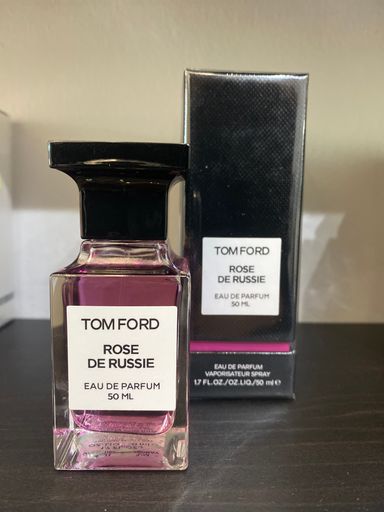 TOM FORD
ROSE
DE RUSSIE
EAU DE PARFUM
50 ML
TOM FORD
ROSE
DE RUSSIE
EAU DE PARFUM
50 ML
EAU DE PARFUM
VAPORISATEUR SPRAY
1.7 FL.OZ./OZ.LIQ./50 ml ℮